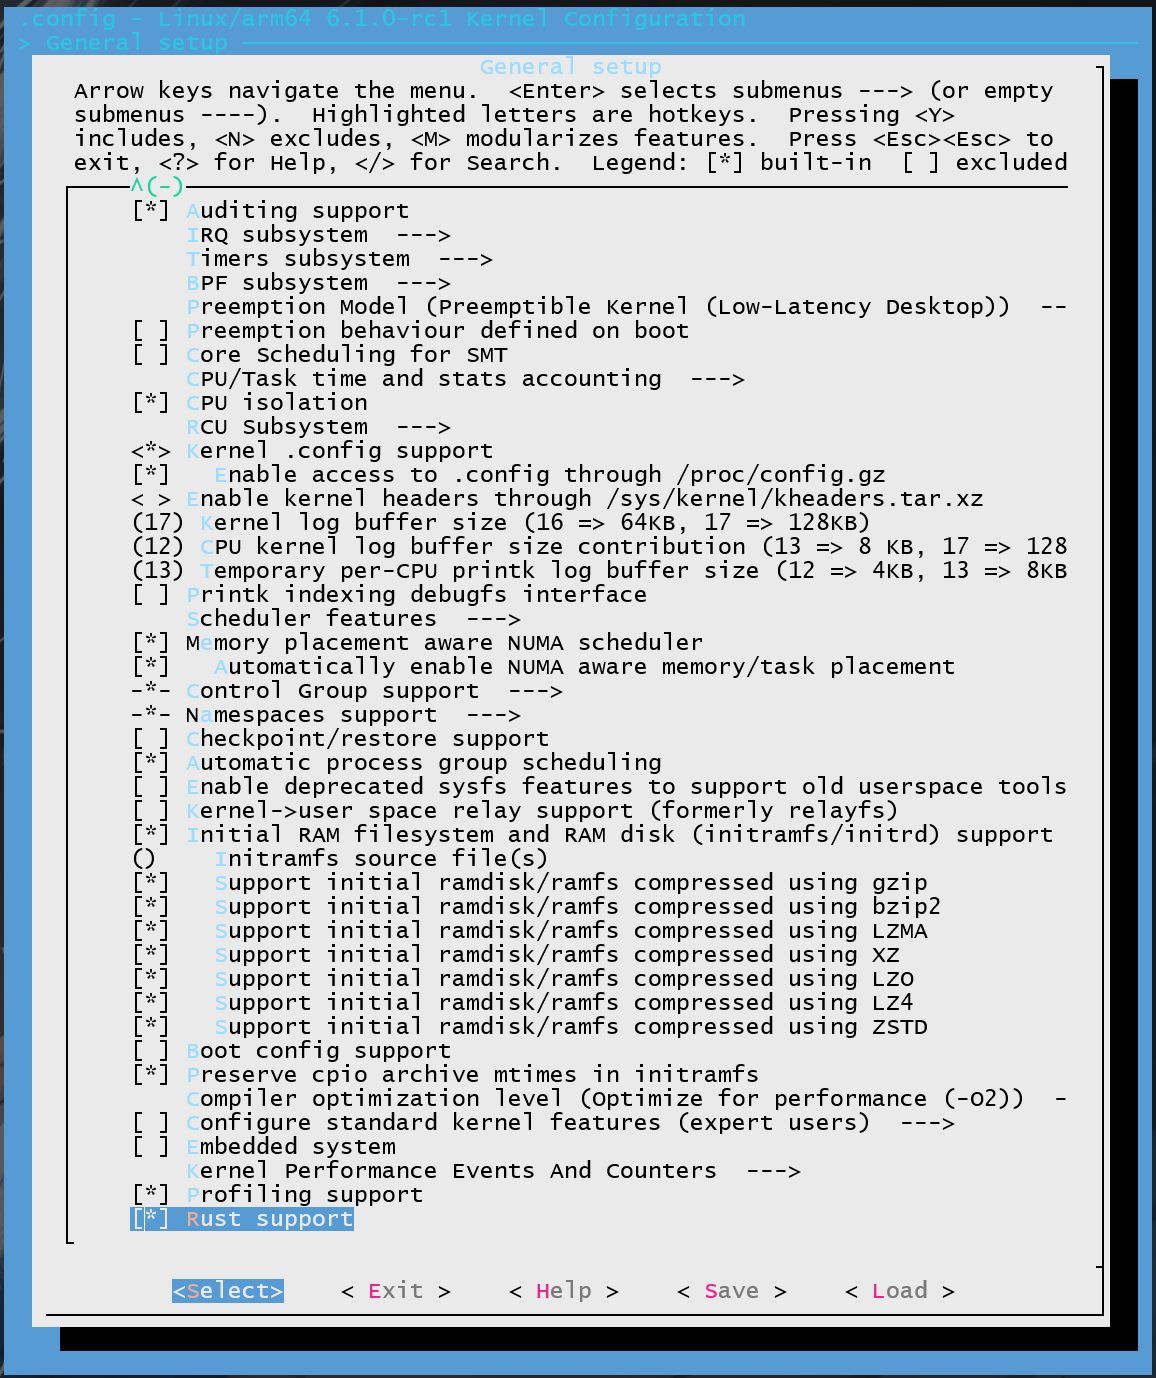 .config - Linux/arm64 6.1.0-rc1 Kernel Configuration
> General setup
General setup
Arrow keys navigate the menu.  <Enter> selects submenus ---> (or empty
submenus ----).  Highlighted letters are hotkeys.  Pressing <Y>
includes, <N> excludes, <M> modularizes features.  Press <Esc><Esc> to
exit, <?> for Help, </> for Search.  Legend: [*] built-in  [ ] excluded
^(-)
[*] Auditing support
IRQ subsystem  --->
Timers subsystem  --->
BPF subsystem  --->
Preemption Model (Preemptible Kernel (Low-Latency Desktop))  --
[ ] Preemption behaviour defined on boot
[ ] Core Scheduling for SMT
CPU/Task time and stats accounting  --->
[*] CPU isolation
RCU Subsystem  --->
<*> Kernel .config support
[*]   Enable access to .config through /proc/config.gz
< > Enable kernel headers through /sys/kernel/kheaders.tar.xz
(17) Kernel log buffer size (16 => 64KB, 17 => 128KB)
(12) CPU kernel log buffer size contribution (13 => 8 KB, 17 => 128
(13) Temporary per-CPU printk log buffer size (12 => 4KB, 13 => 8KB
[ ] Printk indexing debugfs interface
Scheduler features  --->
[*] Memory placement aware NUMA scheduler
[*]   Automatically enable NUMA aware memory/task placement
-*- Control Group support  --->
-*- Namespaces support  --->
[ ] Checkpoint/restore support
[*] Automatic process group scheduling
[ ] Enable deprecated sysfs features to support old userspace tools
[ ] Kernel->user space relay support (formerly relayfs)
[*] Initial RAM filesystem and RAM disk (initramfs/initrd) support
()    Initramfs source file(s)
[*]   Support initial ramdisk/ramfs compressed using gzip
[*]   Support initial ramdisk/ramfs compressed using bzip2
[*]   Support initial ramdisk/ramfs compressed using LZMA
[*]   Support initial ramdisk/ramfs compressed using XZ
[*]   Support initial ramdisk/ramfs compressed using LZO
[*]   Support initial ramdisk/ramfs compressed using LZ4
[*]   Support initial ramdisk/ramfs compressed using ZSTD
[ ] Boot config support
[*] Preserve cpio archive mtimes in initramfs
Compiler optimization level (Optimize for performance (-O2))  -
[ ] Configure standard kernel features (expert users)  --->
[ ] Embedded system
Kernel Performance Events And Counters  --->
[*] Profiling support
[*] Rust support
<Select>    < Exit >    < Help >    < Save >    < Load >